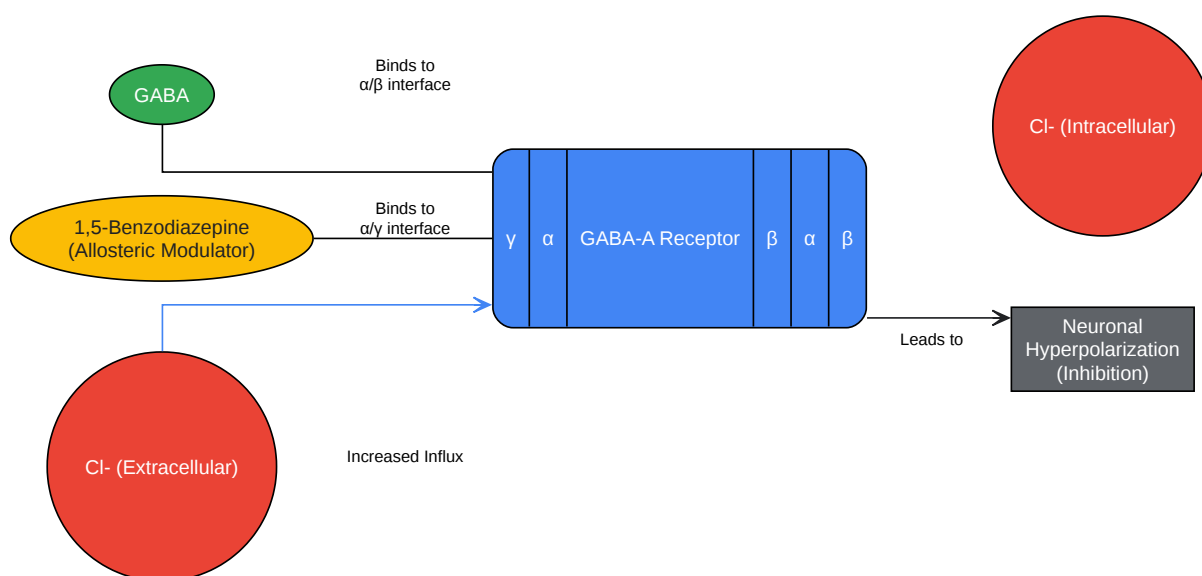 Binds to
α/β interface
GABA
Cl- (Intracellular)
Binds to
α/γ interface
1,5-Benzodiazepine
(Allosteric Modulator)
γ
α
GABA-A Receptor
β
α
β
Leads to
Neuronal
Hyperpolarization
(Inhibition)
Cl- (Extracellular)
Increased Influx